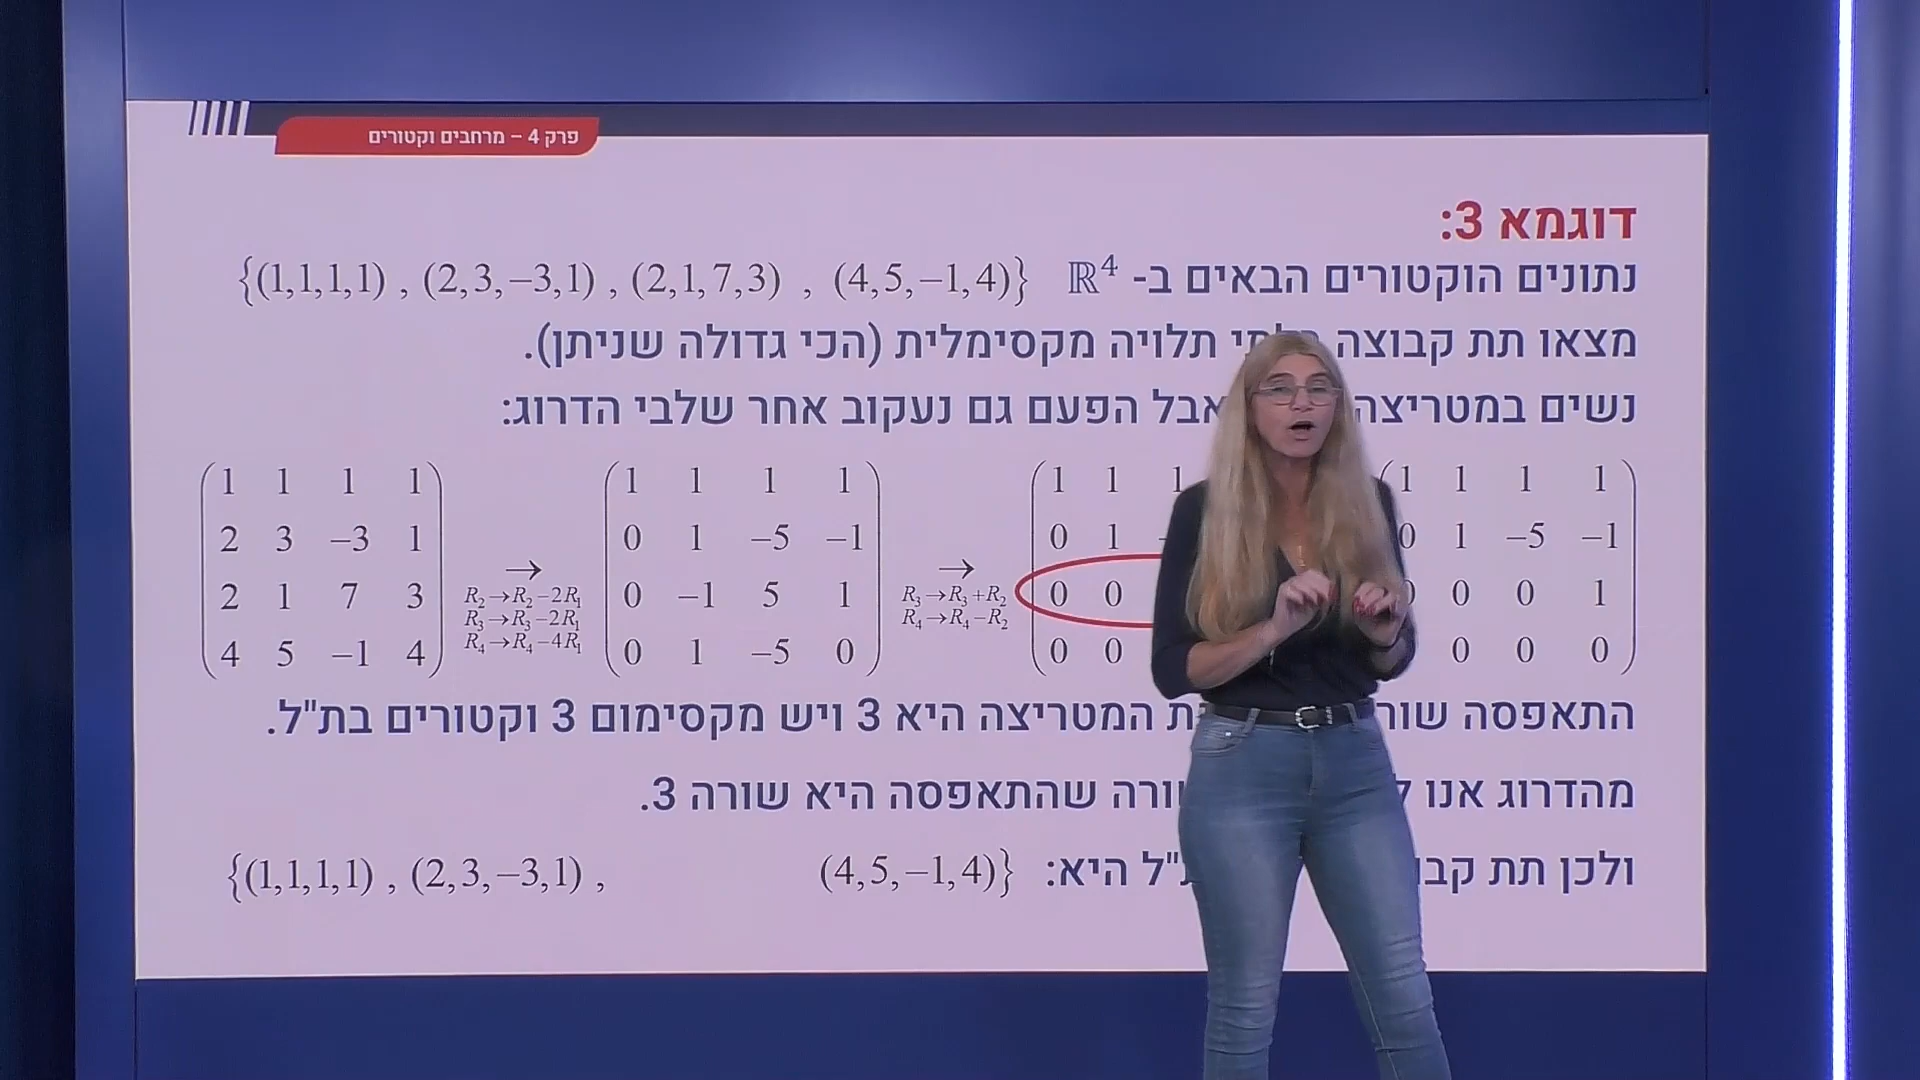 פרק 4 – מרחבים וקטורים
דוגמא 3:
נתונים הוקטורים הבאים ב- ℝ⁴ {(1,1,1,1) , (2,3,−3,1) , (2,1,7,3) , (4,5,−1,4)}
מצאו תת קבוצה תלויה מקסימלית (הכי גדולה שניתן).
נשים במטריצה אבל הפעם גם נעקוב אחר שלבי הדרוג:
1 1 1 1 1 1 1 1 1 1 1 1 1 1 1
2 3 −3 1 → 0 1 −5 −1 → 0 1 0 1 −5 −1
2 1 7 3 R₂→R₂−2R₁ R₃→R₃−2R₁ R₄→R₄−4R₁ 0 −1 5 1 R₃→R₃+R₂ R₄→R₄−R₂ 0 0 0 0 1
4 5 −1 4 0 1 −5 0 0 0 0 0 0
התאפסה המטריצה היא 3 ויש מקסימום 3 וקטורים בת"ל.
מהדרוג אנו שהתאפסה היא שורה 3.
ולכן תת היא: {(1,1,1,1) , (2,3,−3,1) , (4,5,−1,4)}